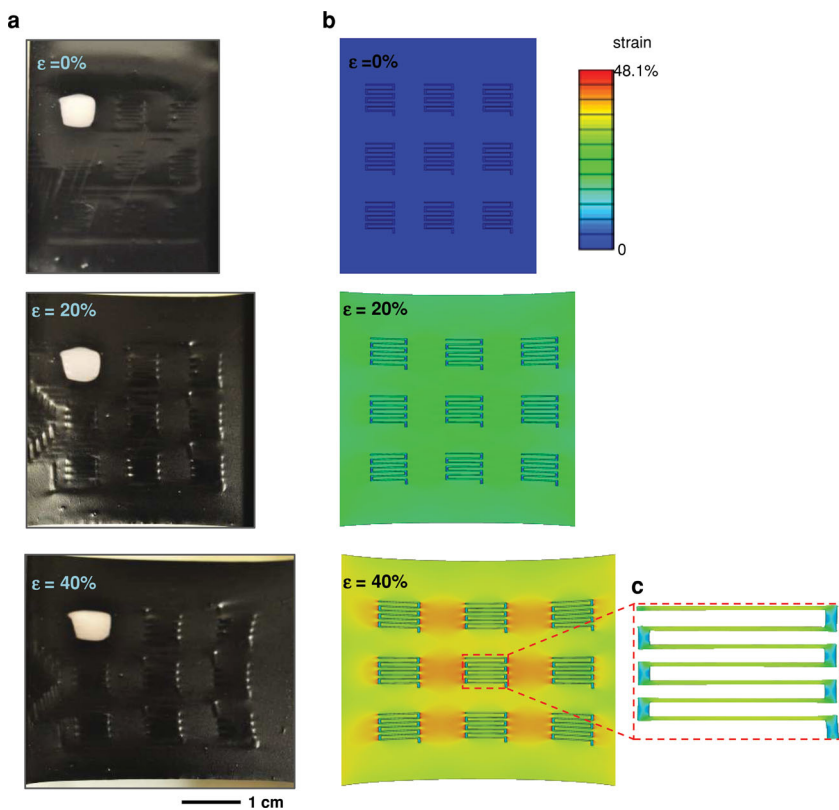 a
b
ε =0%
ε =0%
strain
48.1%
0
ε = 20%
ε = 20%
ε = 40%
ε = 40%
c
1 cm